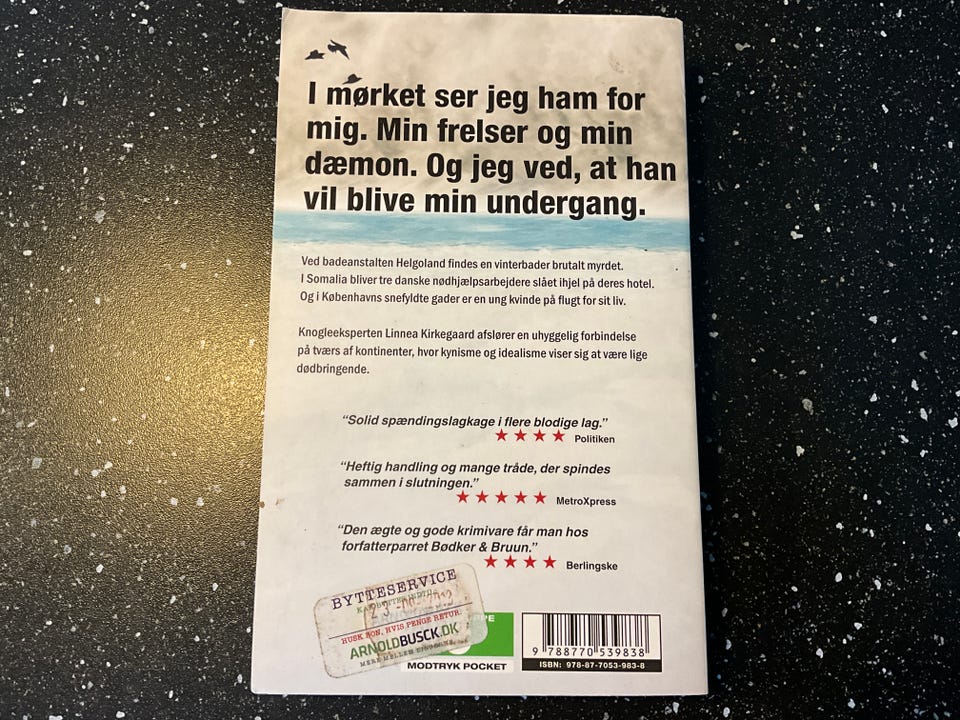 I mørket ser jeg ham for
mig. Min frelser og min
dæmon. Og jeg ved, at han
vil blive min undergang.
Ved badeanstalten Helgoland findes en vinterbader brutalt myrdet.
I Somalia bliver tre danske nødhjælpsarbejdere slået ihjel på deres hotel.
Og i Københavns snefyldte gader er en ung kvinde på flugt for sit liv.
Knogleeksperten Linnea Kirkegaard afslører en uhyggelig forbindelse
på tværs af kontinenter, hvor kynisme og idealisme viser sig at være lige
dødbringende.
“Solid spændingslagkage i flere blodige lag.”
★★★★ Politiken
“Heftig handling og mange tråde, der spindes
sammen i slutningen.”
★★★★★ MetroXpress
“Den ægte og gode krimivare får man hos
forfatterparret Bødker & Bruun.”
★★★★ Berlingske
BYTTESERVICE
HUSK BON, HVIS PENGE RETUR.
ARNOLDBUSCK.DK
MERE MELLEM
MODTRYK POCKET
9 788770 539838
ISBN: 978-87-7053-983-8